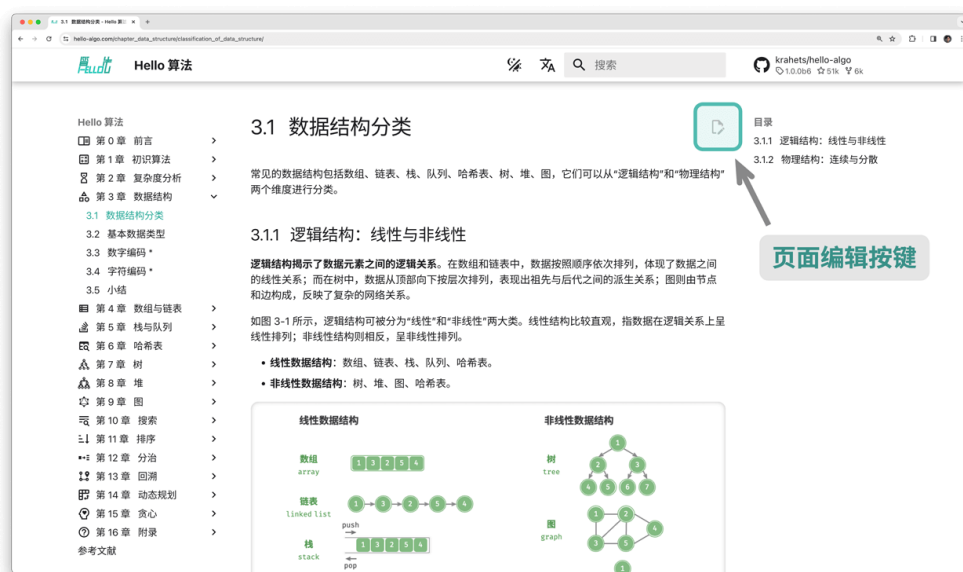 3.1 数据结构分类 - Hello 算
hello-algo.com/chapter_data_structure/classification_of_data_structure/
Hello 算法
搜索
krahets/hello-algo
1.0.0b6 51k 6k
Hello 算法
第 0 章 前言
第 1 章 初识算法
第 2 章 复杂度分析
第 3 章 数据结构
3.1 数据结构分类
3.2 基本数据类型
3.3 数字编码 *
3.4 字符编码 *
3.5 小结
第 4 章 数组与链表
第 5 章 栈与队列
第 6 章 哈希表
第 7 章 树
第 8 章 堆
第 9 章 图
第 10 章 搜索
第 11 章 排序
第 12 章 分治
第 13 章 回溯
第 14 章 动态规划
第 15 章 贪心
第 16 章 附录
参考文献
3.1 数据结构分类
常见的数据结构包括数组、链表、栈、队列、哈希表、树、堆、图，它们可以从“逻辑结构”和“物理结构”
两个维度进行分类。
3.1.1 逻辑结构：线性与非线性
逻辑结构揭示了数据元素之间的逻辑关系。在数组和链表中，数据按照顺序依次排列，体现了数据之间
的线性关系；而在树中，数据从顶部向下按层次排列，表现出祖先与后代之间的派生关系；图则由节点
和边构成，反映了复杂的网络关系。
如图 3-1 所示，逻辑结构可被分为“线性”和“非线性”两大类。线性结构比较直观，指数据在逻辑关系上呈
线性排列；非线性结构则相反，呈非线性排列。
• 线性数据结构：数组、链表、栈、队列、哈希表。
• 非线性数据结构：树、堆、图、哈希表。
线性数据结构
数组
array
1 3 2 5 4
链表
linked list
1 3 2 5 4
push
栈
stack
1 3 2 5 4
pop
非线性数据结构
树
tree
1
2 3
4 5 6 7
图
graph
1 2
4
3 5
1
目录
3.1.1 逻辑结构：线性与非线性
3.1.2 物理结构：连续与分散
页面编辑按键